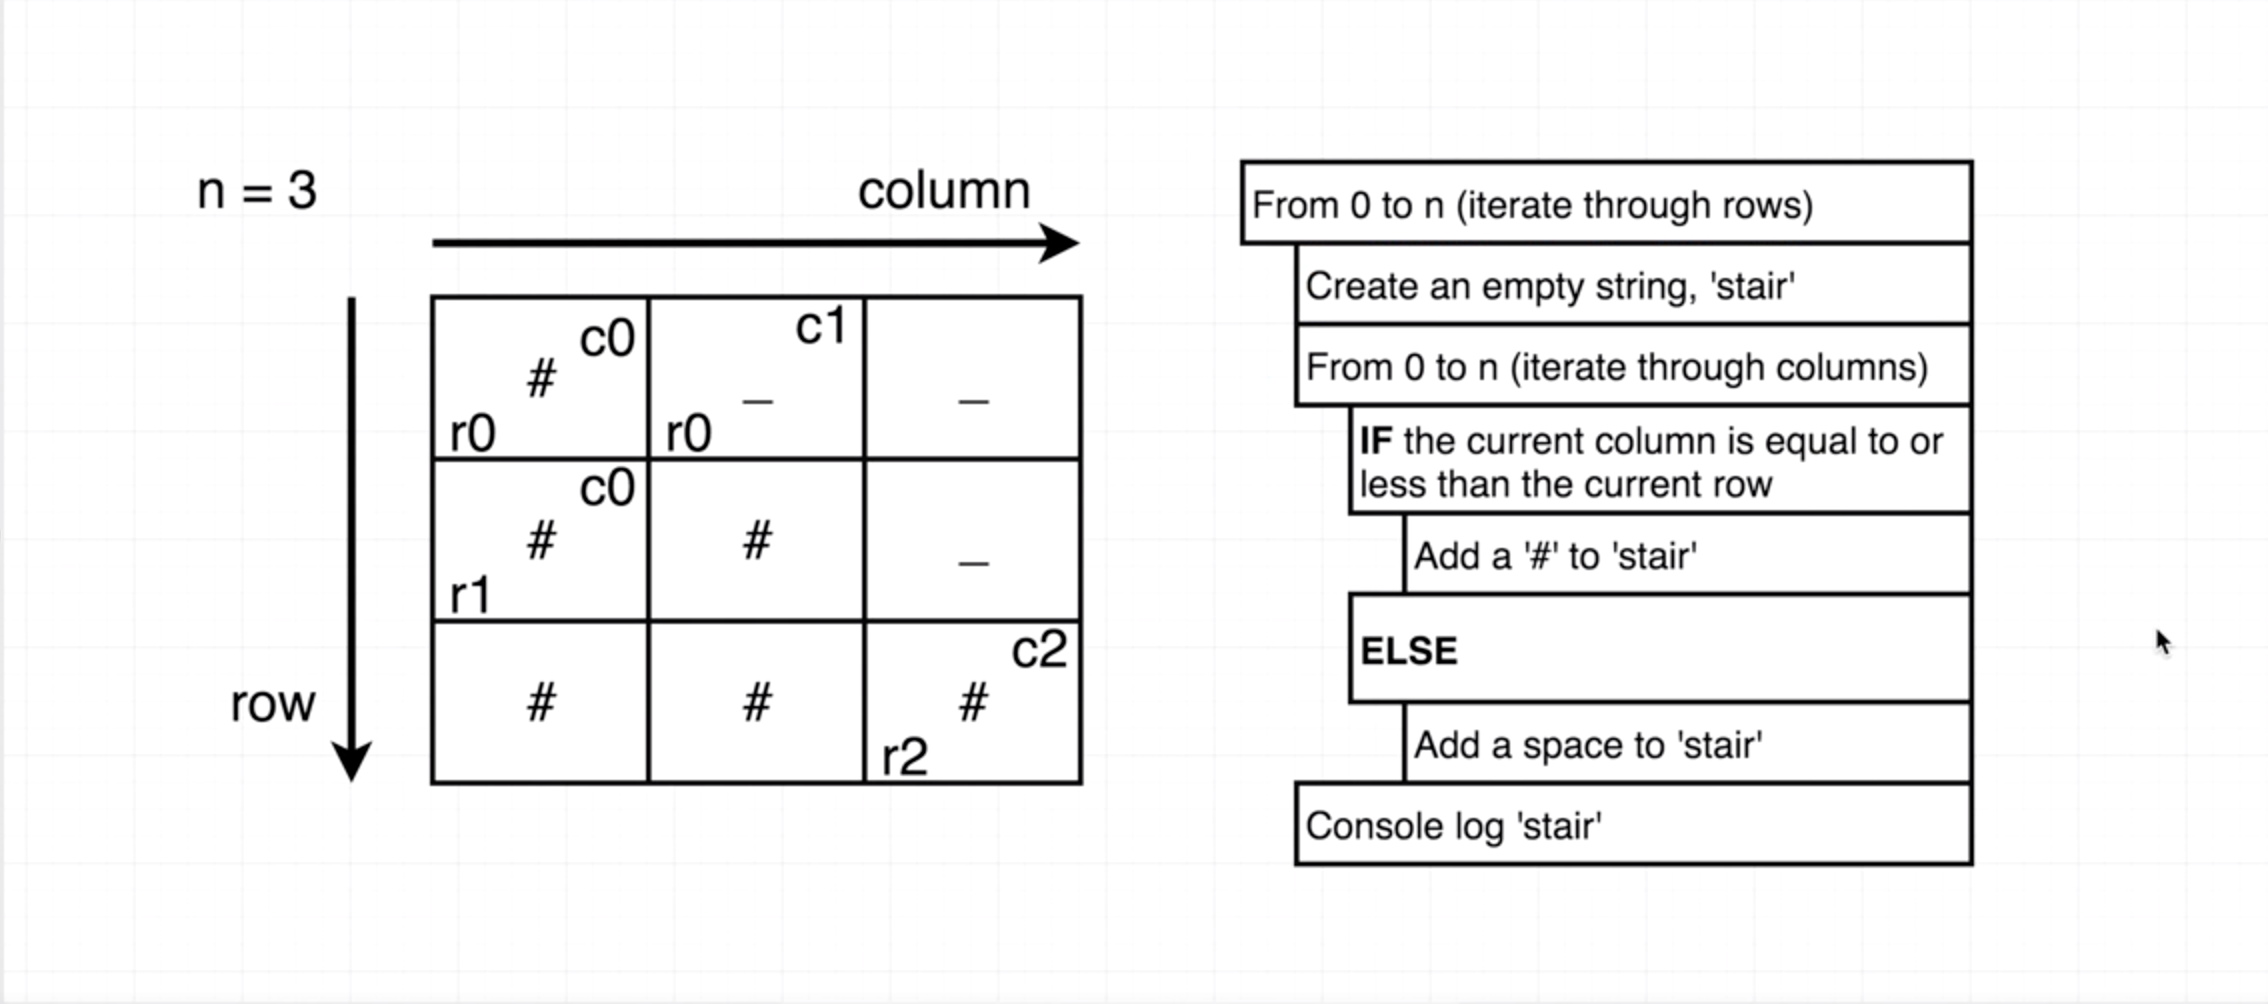 n = 3
column
row
c0
#
r0
c1
_
r0
_
c0
#
r1
#
_
#
#
c2
#
r2
From 0 to n (iterate through rows)
Create an empty string, 'stair'
From 0 to n (iterate through columns)
IF the current column is equal to or
less than the current row
Add a '#' to 'stair'
ELSE
Add a space to 'stair'
Console log 'stair'